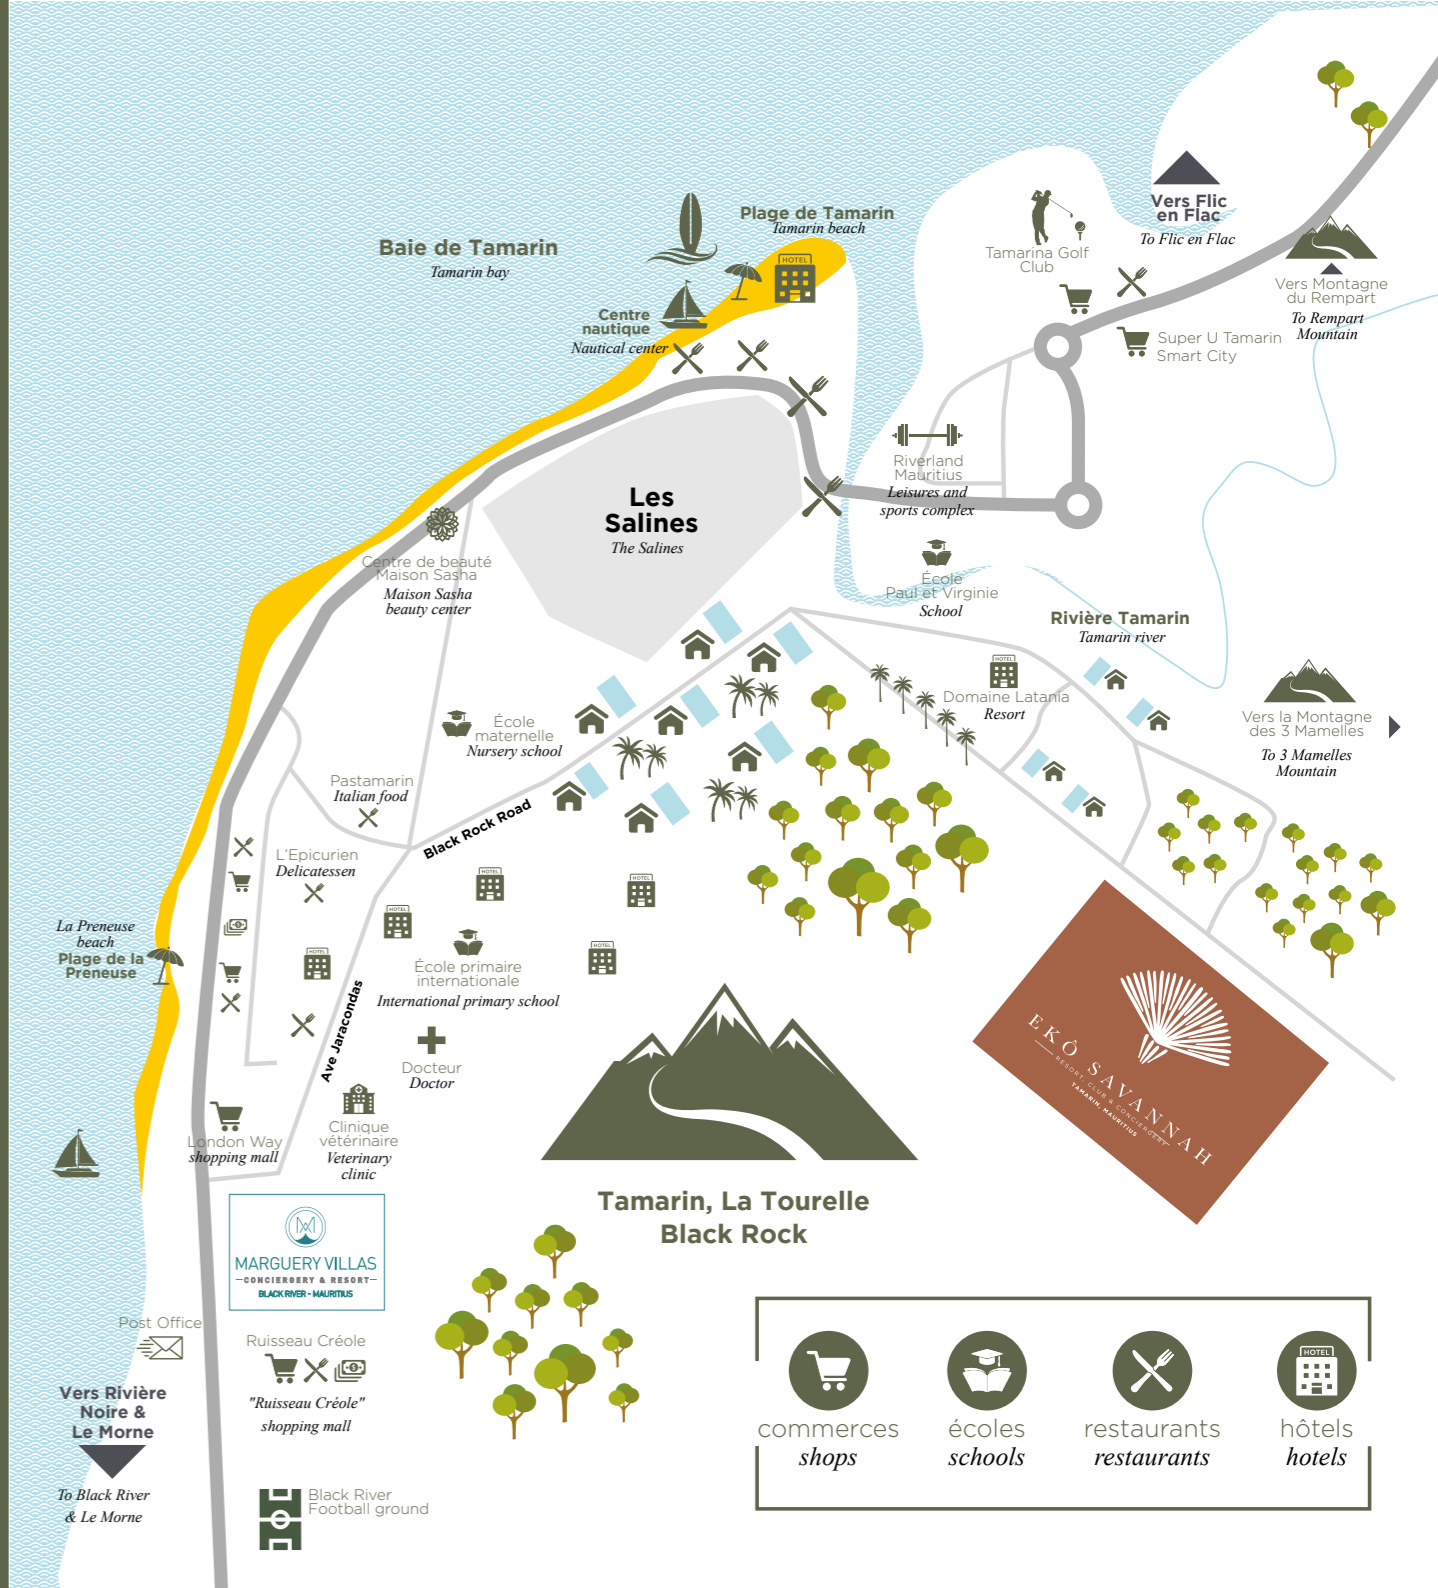 Vers Flic
en Flac
To Flic en Flac
Plage de Tamarin
Tamarin beach
Baie de Tamarin
Tamarin bay
HOTEL
Tamarina Golf
Club
Vers Montagne
du Rempart
To Rempart
Mountain
Centre
nautique
Nautical center
Super U Tamarin
Smart City
Riverland
Mauritius
Leisures and
sports complex
Les
Salines
The Salines
Centre de beauté
Maison Sasha
Maison Sasha
beauty center
École
Paul et Virginie
School
Rivière Tamarin
Tamarin river
HOTEL
Domaine Latania
Resort
Vers la Montagne
des 3 Mamelles
To 3 Mamelles
Mountain
École
maternelle
Nursery school
Pastamarin
Italian food
Black Rock Road
L'Epicurien
Delicatessen
HOTEL
HOTEL
HOTEL
HOTEL
HOTEL
La Preneuse
beach
Plage de la
Preneuse
École primaire
internationale
International primary school
Ave Jaracondas
Docteur
Doctor
Clinique
vétérinaire
Veterinary
clinic
London Way
shopping mall
EKÔ SAVANNAH
RESORT, CLUB & CONCIERGERY
TAMARIN, MAURITIUS
Tamarin, La Tourelle
Black Rock
MARGUERY VILLAS
CONCIERGERY & RESORT
BLACK RIVER - MAURITIUS
Post Office
Ruisseau Créole
"Ruisseau Créole"
shopping mall
Vers Rivière
Noire &
Le Morne
To Black River
& Le Morne
Black River
Football ground
HOTEL
commerces
shops
écoles
schools
restaurants
restaurants
hôtels
hotels